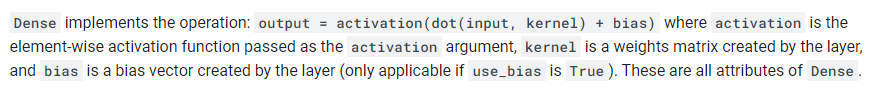 Dense implements the operation: output = activation(dot(input, kernel) + bias) where activation is the
element-wise activation function passed as the activation argument, kernel is a weights matrix created by the layer,
and bias is a bias vector created by the layer (only applicable if use_bias is True ). These are all attributes of Dense .